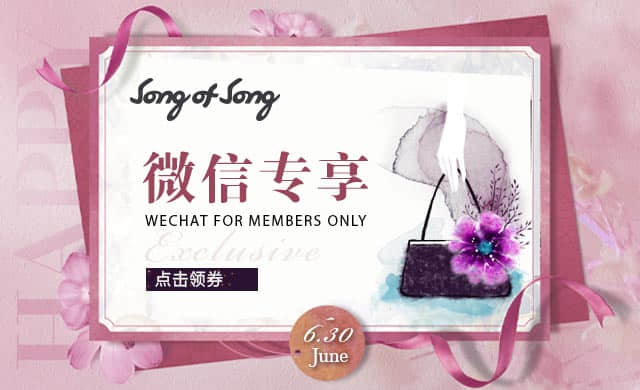 HAPPY
Song of Song
微信专享
WECHAT FOR MEMBERS ONLY
Exclusive
点击领券
6.30
June